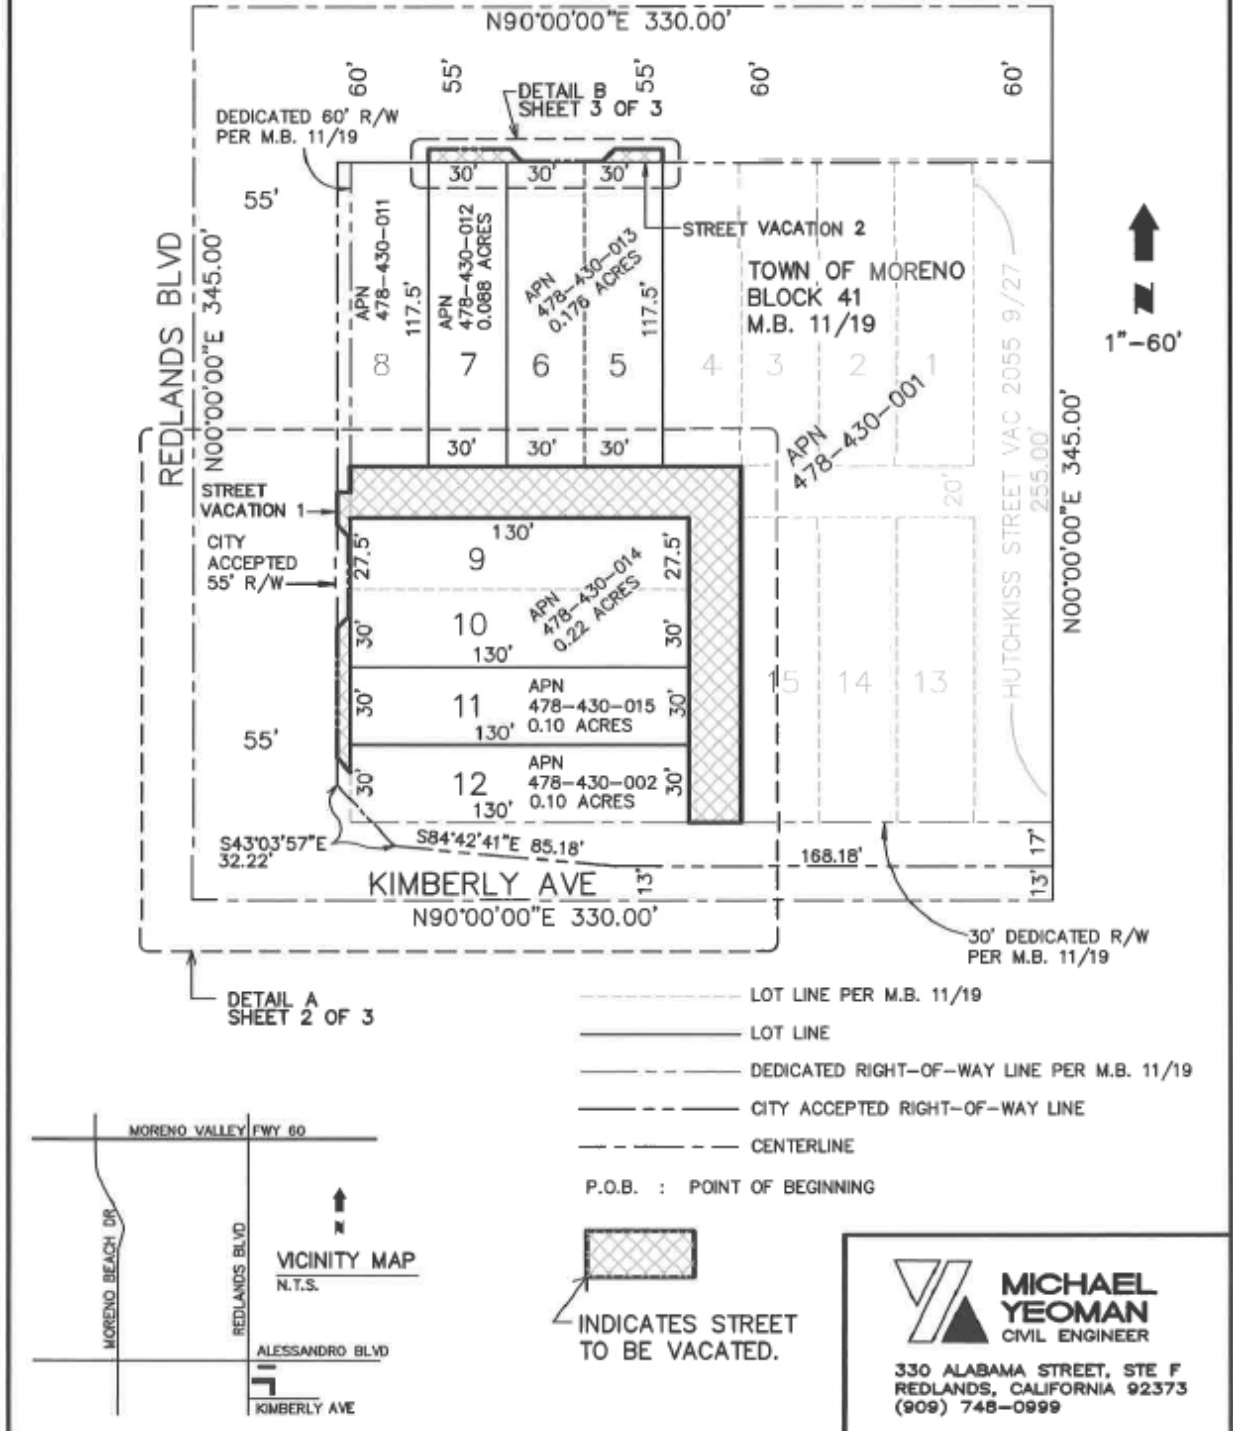 N90°00'00"E 330.00'
60'
55'
55'
60'
60'
DETAIL B
SHEET 3 OF 3
DEDICATED 60' R/W
PER M.B. 11/19
30'
30'
30'
55'
STREET VACATION 2
REDLANDS BLVD
N00°00'00"E 345.00'
APN
478-430-011
117.5'
APN
478-430-012
0.088 ACRES
APN
478-430-013
0.176 ACRES
117.5'
TOWN OF MORENO
BLOCK 41
M.B. 11/19
N
1"-60'
8
7
6
5
4
3
2
1
APN
478-430-001
HUTCHKISS STREET VAC 2055 9/27
255.00'
N00°00'00"E 345.00'
30'
30'
30'
20'
STREET
VACATION 1
CITY
ACCEPTED
55' R/W
130'
27.5'
9
27.5'
APN
478-430-014
0.22 ACRES
30'
10
130'
30'
30'
11
130'
APN
478-430-015
0.10 ACRES
30'
15
14
13
55'
30'
12
130'
APN
478-430-002
0.10 ACRES
30'
S43°03'57"E
32.22'
S84°42'41"E 85.18'
168.18'
17'
KIMBERLY AVE
13'
13'
N90°00'00"E 330.00'
30' DEDICATED R/W
PER M.B. 11/19
DETAIL A
SHEET 2 OF 3
LOT LINE PER M.B. 11/19
LOT LINE
DEDICATED RIGHT-OF-WAY LINE PER M.B. 11/19
CITY ACCEPTED RIGHT-OF-WAY LINE
CENTERLINE
P.O.B. : POINT OF BEGINNING
INDICATES STREET
TO BE VACATED.
MORENO VALLEY FWY 60
MORENO BEACH DR
REDLANDS BLVD
N
VICINITY MAP
N.T.S.
ALESSANDRO BLVD
KIMBERLY AVE
MICHAEL
YEOMAN
CIVIL ENGINEER
330 ALABAMA STREET, STE F
REDLANDS, CALIFORNIA 92373
(909) 748-0999